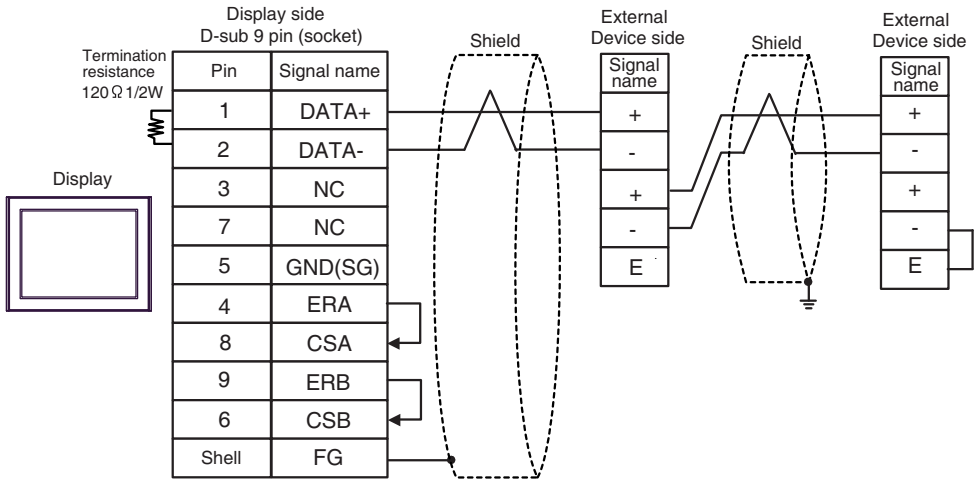 Display side
D-sub 9 pin (socket)
Termination
resistance
120Ω 1/2W
Pin
Signal name
1
DATA+
2
DATA-
3
NC
7
NC
5
GND(SG)
4
ERA
8
CSA
9
ERB
6
CSB
Shell
FG
Display
Shield
External
Device side
Signal
name
+
-
+
-
E
Shield
External
Device side
Signal
name
+
-
+
-
E